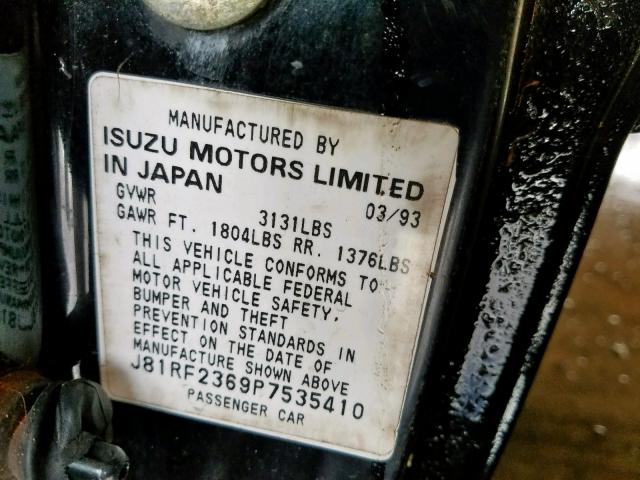 MANUFACTURED BY
ISUZU MOTORS LIMITED
IN JAPAN 03/93
GVWR 3131LBS
GAWR FT. 1804LBS RR. 1376LBS
THIS VEHICLE CONFORMS TO
ALL APPLICABLE FEDERAL
MOTOR VEHICLE SAFETY,
BUMPER AND THEFT
PREVENTION STANDARDS IN
EFFECT ON THE DATE OF
MANUFACTURE SHOWN ABOVE
J81RF2369P7535410
PASSENGER CAR